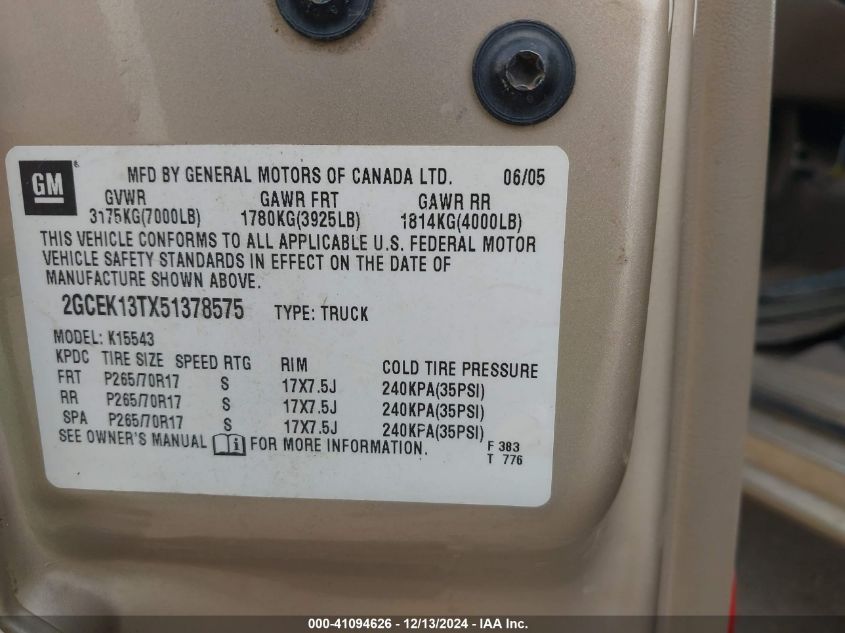 GM MFD BY GENERAL MOTORS OF CANADA LTD. 06/05
GVWR GAWR FRT GAWR RR
3175KG(7000LB) 1780KG(3925LB) 1814KG(4000LB)
THIS VEHICLE CONFORMS TO ALL APPLICABLE U.S. FEDERAL MOTOR
VEHICLE SAFETY STANDARDS IN EFFECT ON THE DATE OF
MANUFACTURE SHOWN ABOVE.
2GCEK13TX51378575 TYPE: TRUCK
MODEL: K15543
KPDC TIRE SIZE SPEED RTG RIM COLD TIRE PRESSURE
FRT P265/70R17 S 17X7.5J 240KPA(35PSI)
RR P265/70R17 S 17X7.5J 240KPA(35PSI)
SPA P265/70R17 S 17X7.5J 240KPA(35PSI)
SEE OWNER'S MANUAL i FOR MORE INFORMATION. F 383
T 776
000-41094626 - 12/13/2024 - IAA Inc.